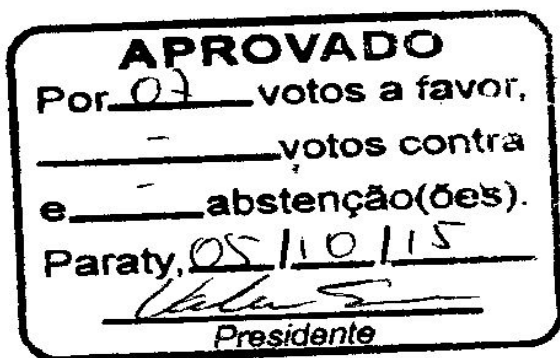 APROVADO
Por 07 votos a favor,
- votos contra
e - abstenção(ões).
Paraty, 05/10/15
Presidente